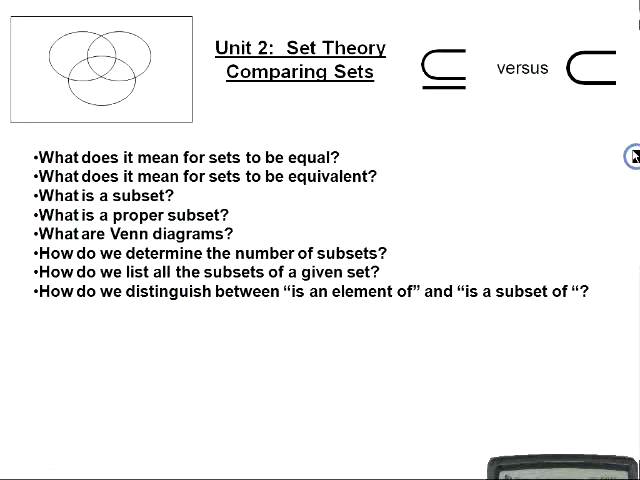 Unit 2: Set Theory
Comparing Sets
⊆ versus ⊂
•What does it mean for sets to be equal?
•What does it mean for sets to be equivalent?
•What is a subset?
•What is a proper subset?
•What are Venn diagrams?
•How do we determine the number of subsets?
•How do we list all the subsets of a given set?
•How do we distinguish between “is an element of” and “is a subset of “?